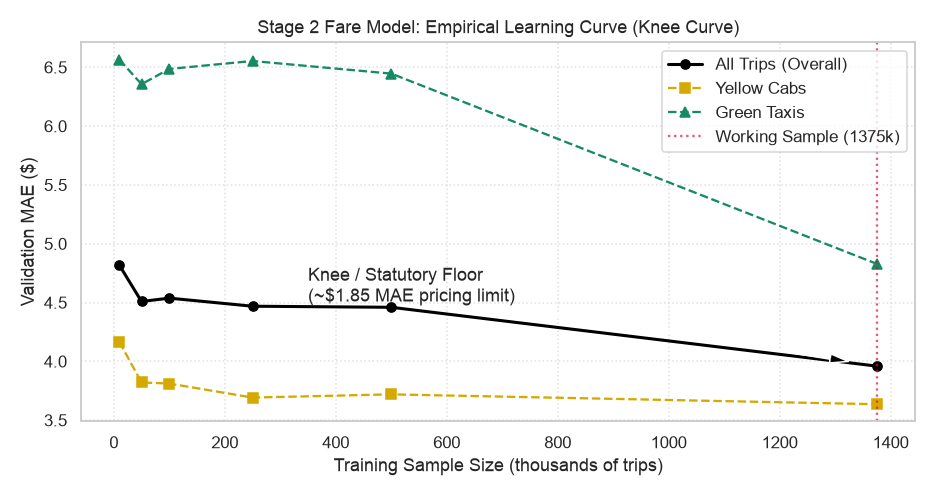 Stage 2 Fare Model: Empirical Learning Curve (Knee Curve)
All Trips (Overall)
Yellow Cabs
Green Taxis
Working Sample (1375k)
Knee / Statutory Floor
(~$1.85 MAE pricing limit)
Validation MAE ($)
6.5
6.0
5.5
5.0
4.5
4.0
3.5
0 200 400 600 800 1000 1200 1400
Training Sample Size (thousands of trips)